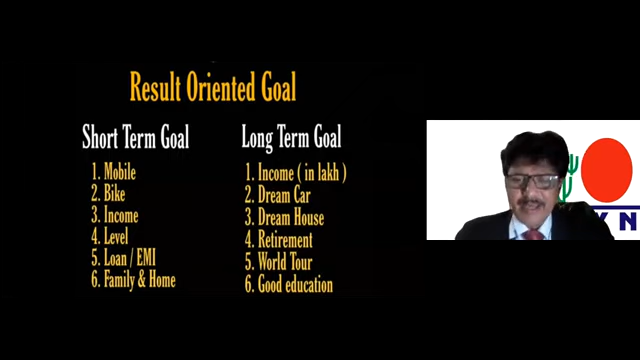 Result Oriented Goal
Short Term Goal
1. Mobile
2. Bike
3. Income
4. Level
5. Loan / EMI
6. Family & Home
Long Term Goal
1. Income ( in lakh )
2. Dream Car
3. Dream House
4. Retirement
5. World Tour
6. Good education
YN